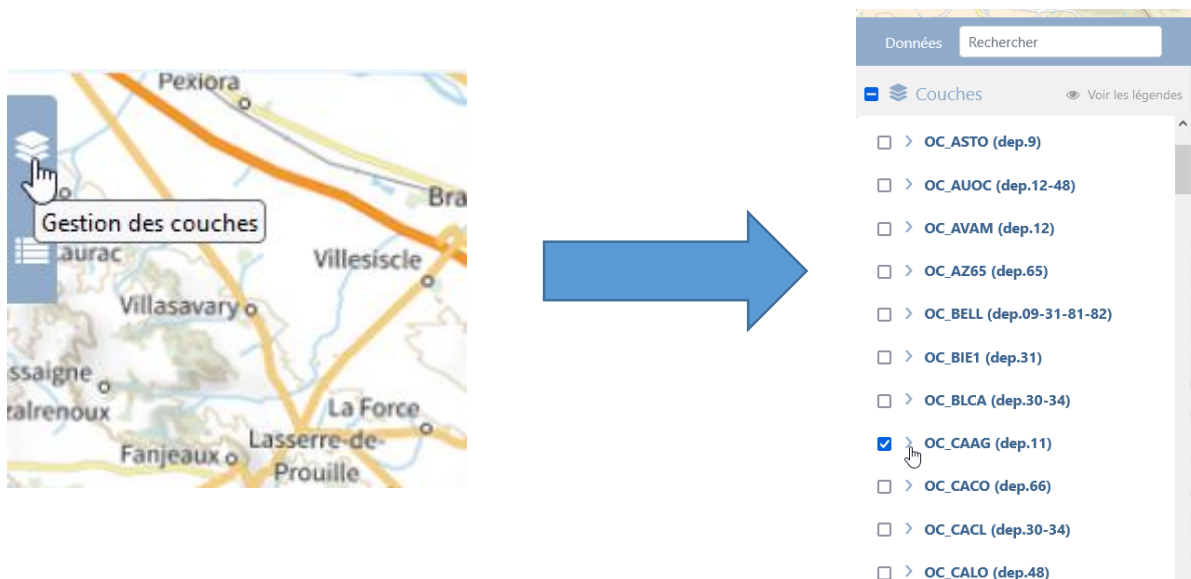 Pexiora
Bra
Gestion des couches
aurac
Villesiscle
Villasavary
ssaigne
zalrenoux
La Force
Lasserre-de-
Prouille
Fanjeaux
Données
Rechercher
Couches
Voir les légendes
OC_ASTO (dep.9)
OC_AUOC (dep.12-48)
OC_AVAM (dep.12)
OC_AZ65 (dep.65)
OC_BELL (dep.09-31-81-82)
OC_BIE1 (dep.31)
OC_BLCA (dep.30-34)
OC_CAAG (dep.11)
OC_CACO (dep.66)
OC_CACL (dep.30-34)
OC_CALO (dep.48)